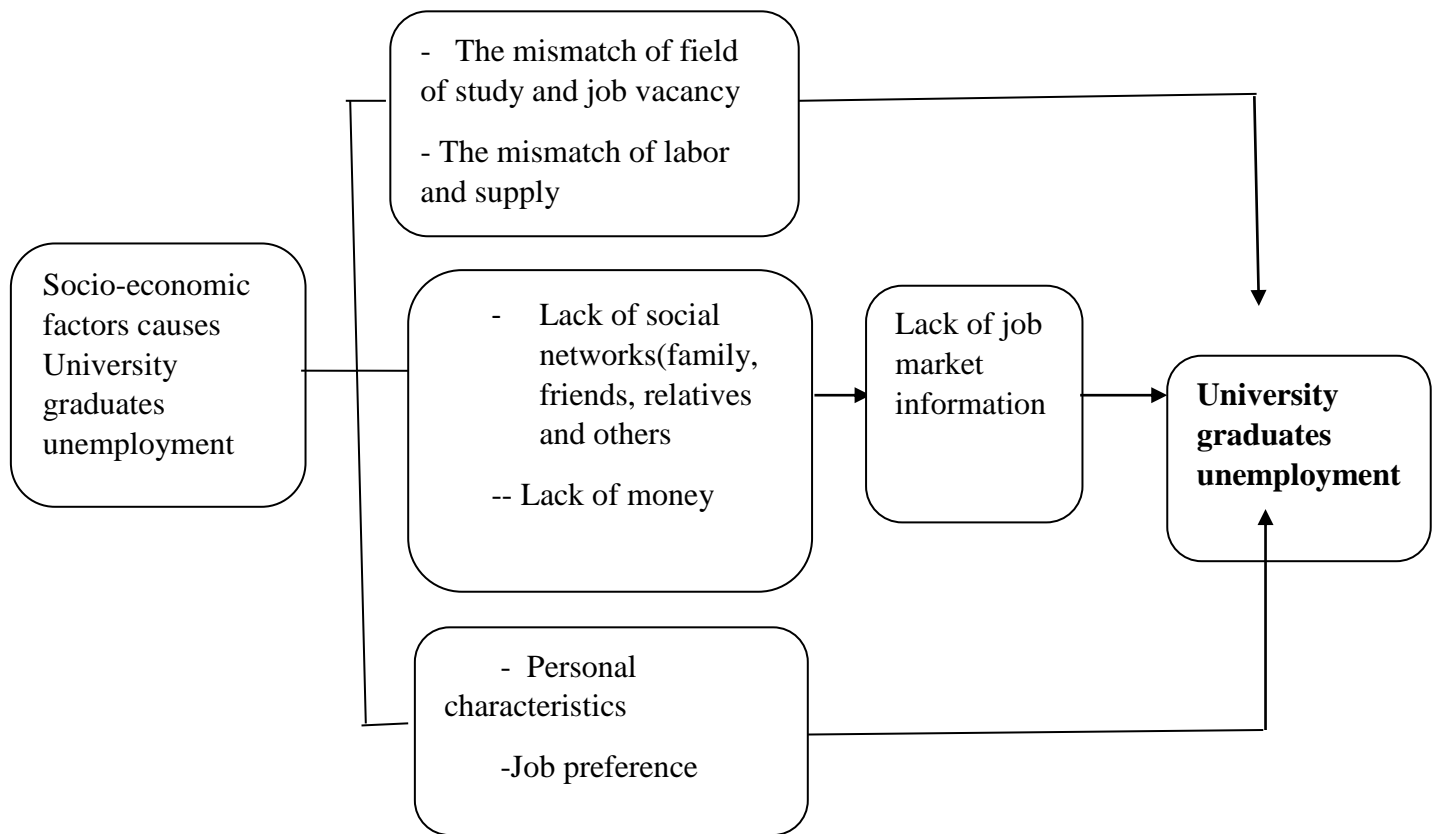 - The mismatch of field
of study and job vacancy
- The mismatch of labor
and supply
Socio-economic
factors causes
University
graduates
unemployment
- Lack of social
networks(family,
friends, relatives
and others
-- Lack of money
Lack of job
market
information
University
graduates
unemployment
- Personal
characteristics
-Job preference